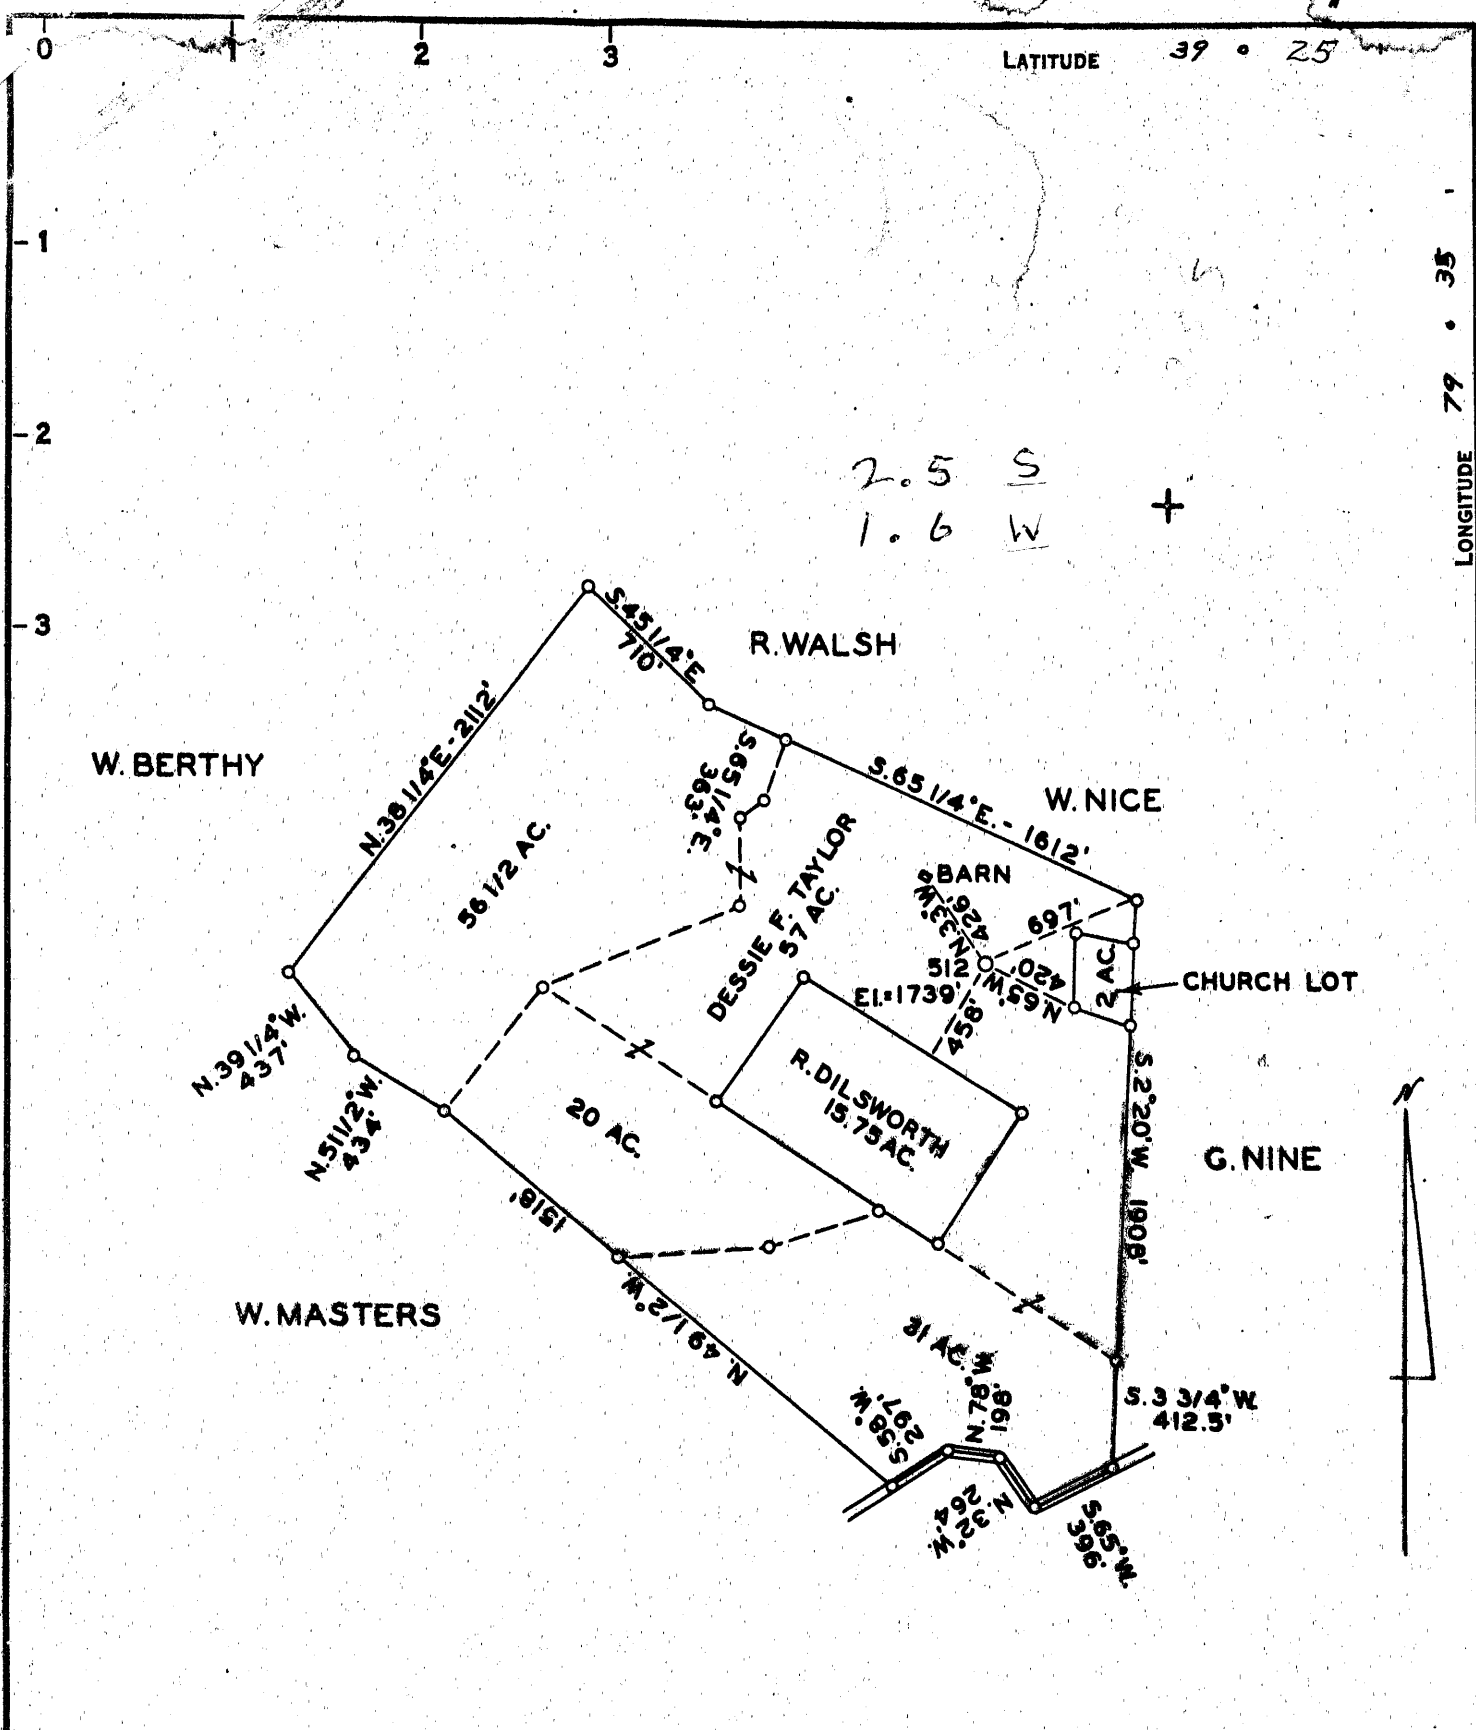 0
2
3
LATITUDE 39 ° 25
- 1
35 '
79 °
LONGITUDE
- 2
2.5 S
1.6 W
- 3
S.45 1/4°E
710'
R.WALSH
N.38 1/4°E-2112'
W.BERTHY
S.65 1/4°E.
363'
S.65 1/4°E.-1612'
W.NICE
56 1/2 AC.
DESSIE F. TAYLOR
57 AC.
BARN
N.33°W.
426'
697'
512
El.=1739'
N.65°W.
420'
458'
2 AC.
CHURCH LOT
N.39 1/4°W.
437'
N.51 1/2°W.
434'
20 AC.
R.DILSWORTH
15.75 AC.
S.2°20'W. 1908'
G.NINE
N
1518'
N.49 1/2°W.
W.MASTERS
AC.
S.3 3/4°W.
412.5'
S.58°W.
297'
N.78°W
198'
N.32°W.
264'
S.65°W.
396'